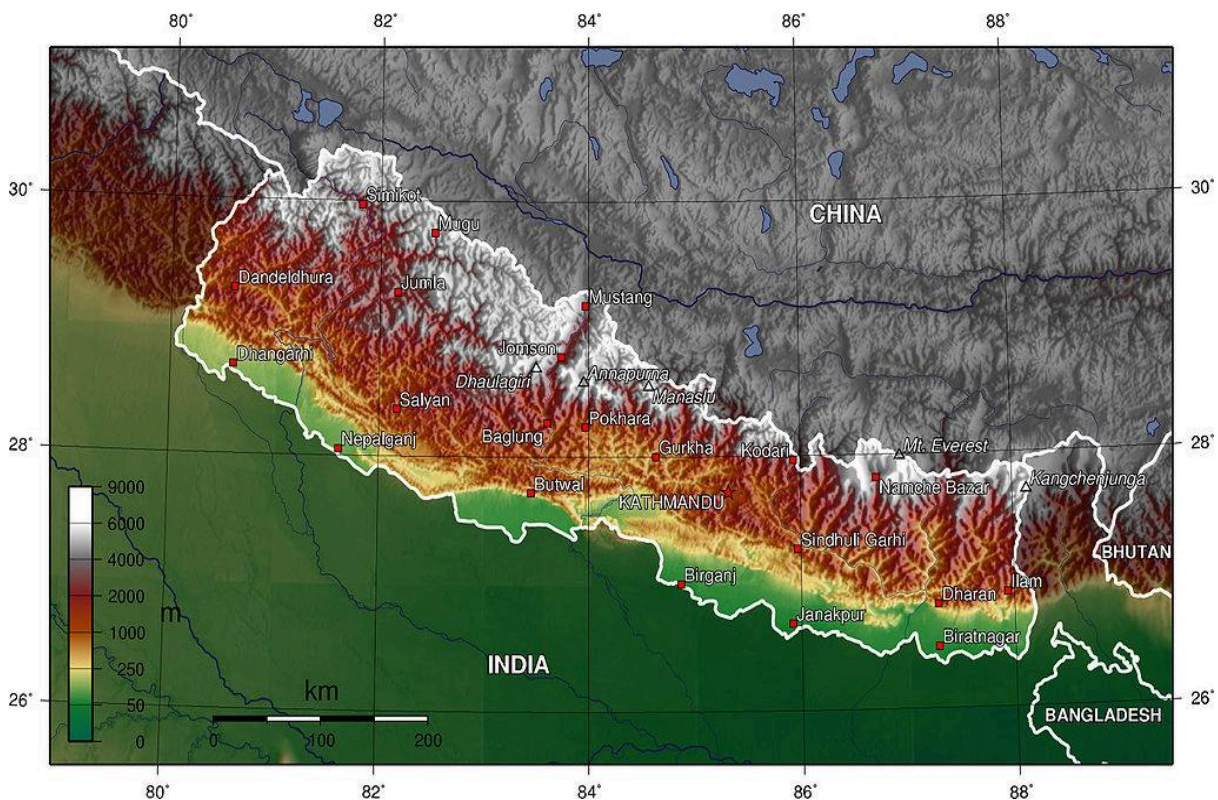 80°
82°
84°
86°
88°
30°
30°
CHINA
Simikot
Mugu
Dandeldhura
Jumla
Mustang
Jomson
Dhangarhi
Dhaulagiri
Annapurna
Manaslu
Salyan
Baglung
Pokhara
28°
28°
Nepalganj
Gurkha
Kodari
Mt. Everest
Kangchenjunga
Namche Bazar
Butwal
KATHMANDU
9000
6000
4000
2000
1000
250
50
0
m
Sindhuli Garhi
BHUTAN
Birganj
Dharan
Ilam
Janakpur
Biratnagar
INDIA
km
0
100
200
26°
26°
BANGLADESH
80°
82°
84°
86°
88°